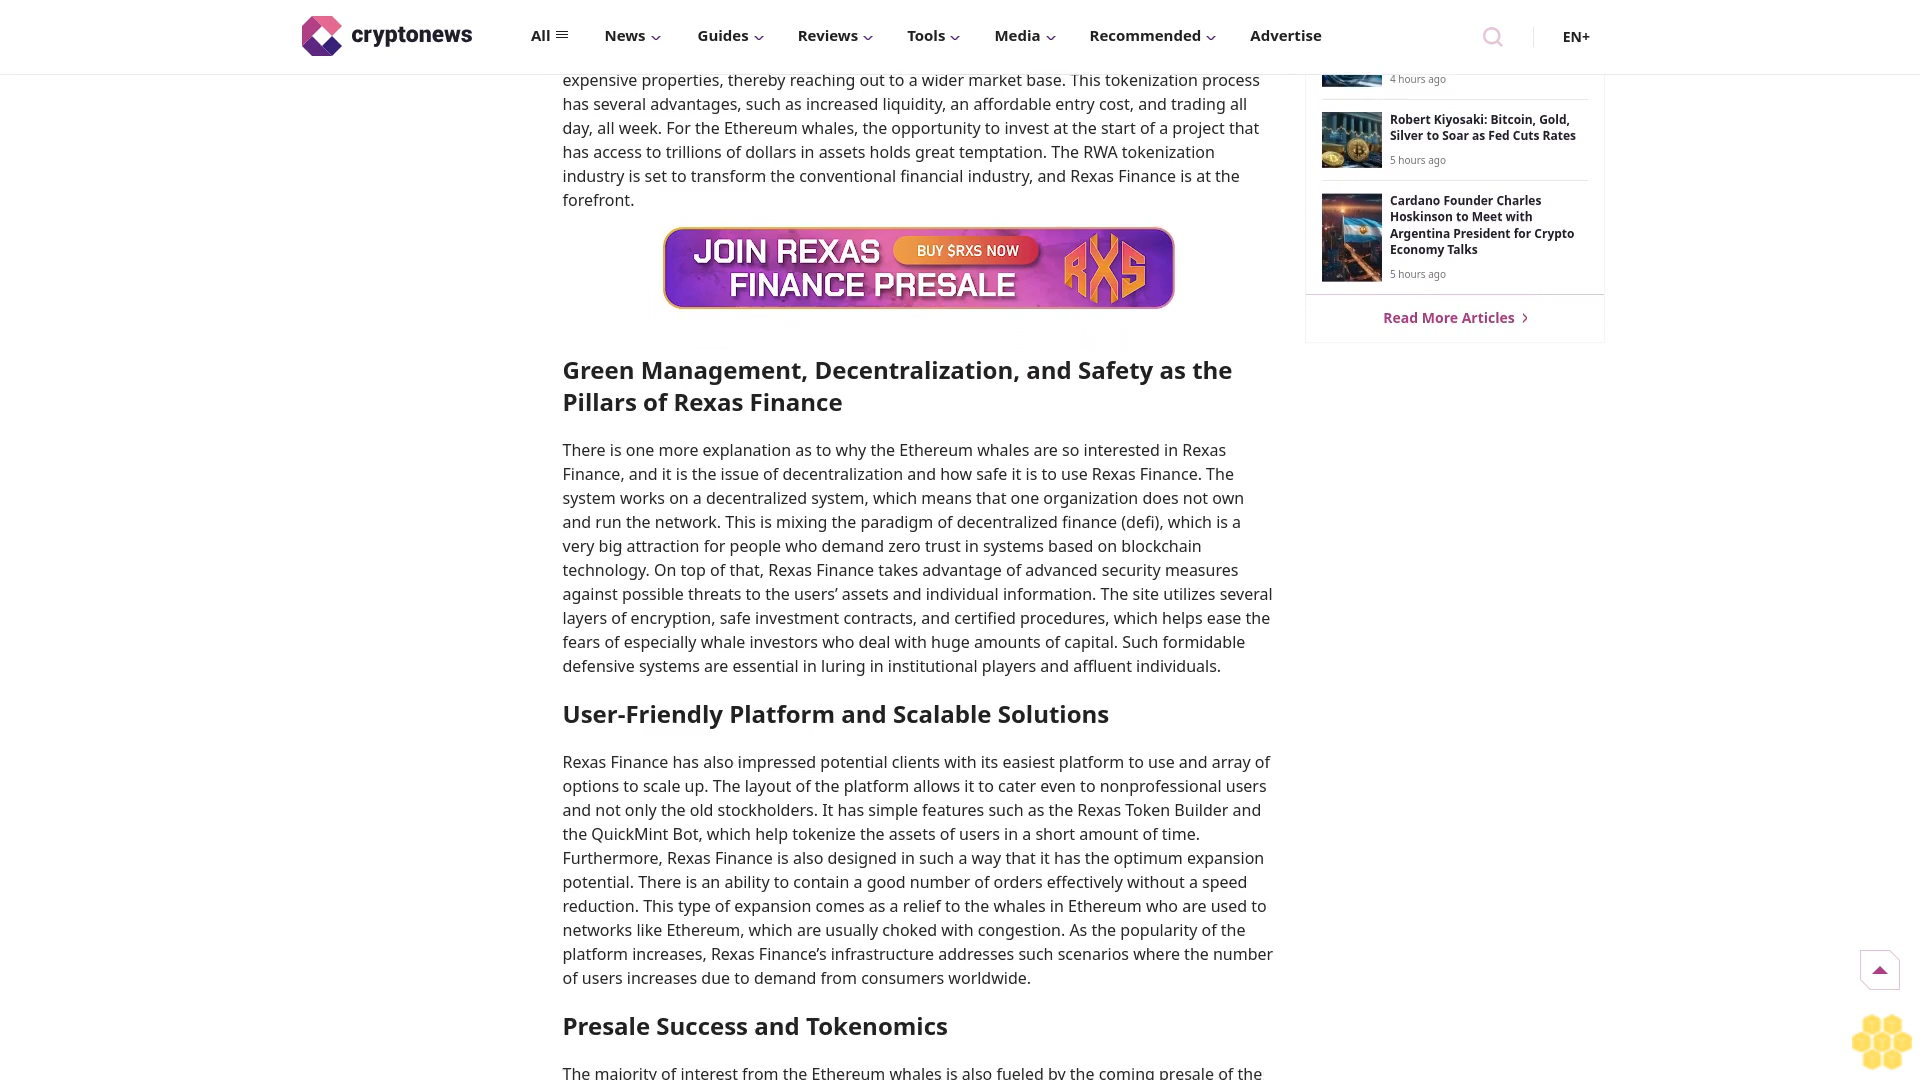 cryptonews
All
News
Guides
Reviews
Tools
Media
Recommended
Advertise
EN+
expensive properties, thereby reaching out to a wider market base. This tokenization process
has several advantages, such as increased liquidity, an affordable entry cost, and trading all
day, all week. For the Ethereum whales, the opportunity to invest at the start of a project that
has access to trillions of dollars in assets holds great temptation. The RWA tokenization
industry is set to transform the conventional financial industry, and Rexas Finance is at the
forefront.
JOIN REXAS
BUY $RXS NOW
FINANCE PRESALE
RXS
Green Management, Decentralization, and Safety as the
Pillars of Rexas Finance
There is one more explanation as to why the Ethereum whales are so interested in Rexas
Finance, and it is the issue of decentralization and how safe it is to use Rexas Finance. The
system works on a decentralized system, which means that one organization does not own
and run the network. This is mixing the paradigm of decentralized finance (defi), which is a
very big attraction for people who demand zero trust in systems based on blockchain
technology. On top of that, Rexas Finance takes advantage of advanced security measures
against possible threats to the users’ assets and individual information. The site utilizes several
layers of encryption, safe investment contracts, and certified procedures, which helps ease the
fears of especially whale investors who deal with huge amounts of capital. Such formidable
defensive systems are essential in luring in institutional players and affluent individuals.
User-Friendly Platform and Scalable Solutions
Rexas Finance has also impressed potential clients with its easiest platform to use and array of
options to scale up. The layout of the platform allows it to cater even to nonprofessional users
and not only the old stockholders. It has simple features such as the Rexas Token Builder and
the QuickMint Bot, which help tokenize the assets of users in a short amount of time.
Furthermore, Rexas Finance is also designed in such a way that it has the optimum expansion
potential. There is an ability to contain a good number of orders effectively without a speed
reduction. This type of expansion comes as a relief to the whales in Ethereum who are used to
networks like Ethereum, which are usually choked with congestion. As the popularity of the
platform increases, Rexas Finance’s infrastructure addresses such scenarios where the number
of users increases due to demand from consumers worldwide.
Presale Success and Tokenomics
The majority of interest from the Ethereum whales is also fueled by the coming presale of the
4 hours ago
Robert Kiyosaki: Bitcoin, Gold,
Silver to Soar as Fed Cuts Rates
5 hours ago
Cardano Founder Charles
Hoskinson to Meet with
Argentina President for Crypto
Economy Talks
5 hours ago
Read More Articles